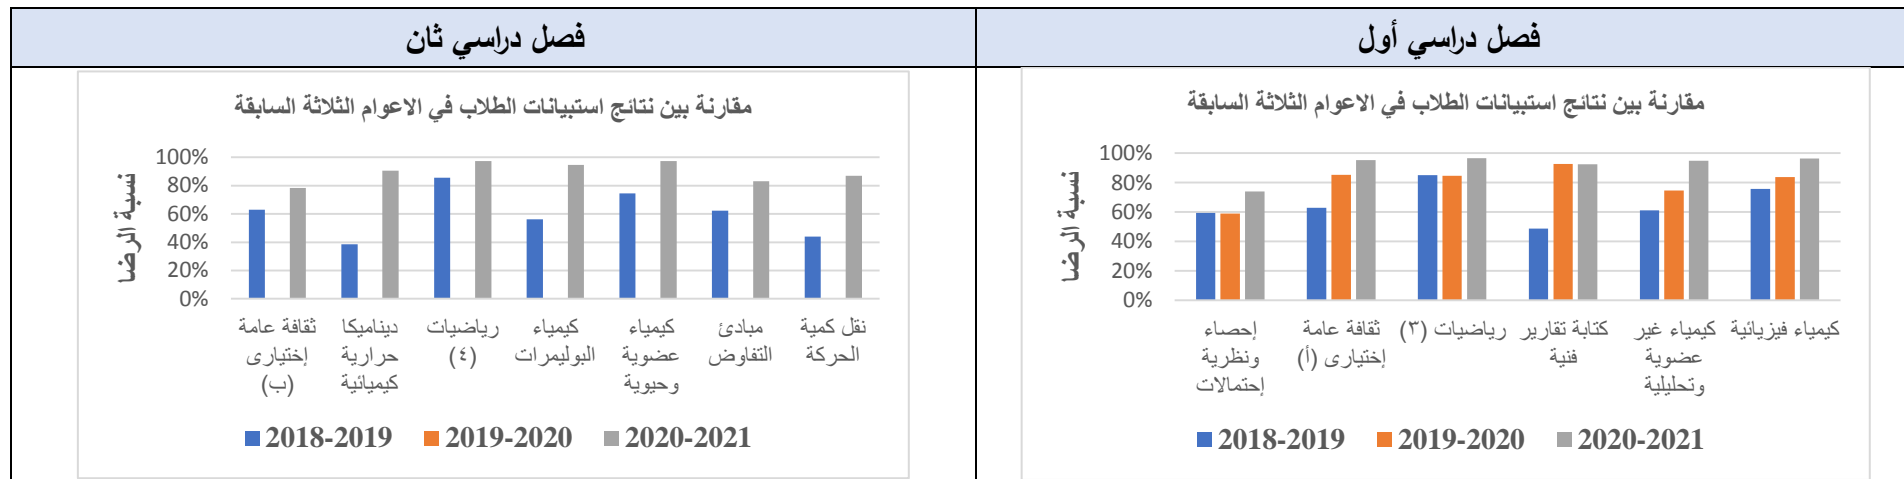 فصل دراسي أول
مقارنة بين نتائج استبيانات الطلاب في الاعوام الثلاثة السابقة
نسبة الرضا
100%
80%
60%
40%
20%
0%
إحصاء
ونظرية
إحتمالات
ثقافة عامة
إختيارى (أ)
رياضيات (٣)
كتابة تقارير
فنية
كيمياء غير
عضوية
وتحليلية
كيمياء فيزيائية
2018-2019 2019-2020 2020-2021
فصل دراسي ثان
مقارنة بين نتائج استبيانات الطلاب في الاعوام الثلاثة السابقة
نسبة الرضا
100%
80%
60%
40%
20%
0%
ثقافة عامة
إختيارى
(ب)
ديناميكا
حرارية
كيميائية
رياضيات
(٤)
كيمياء
البوليمرات
كيمياء
عضوية
وحيوية
مبادئ
التفاوض
نقل كمية
الحركة
2018-2019 2019-2020 2020-2021